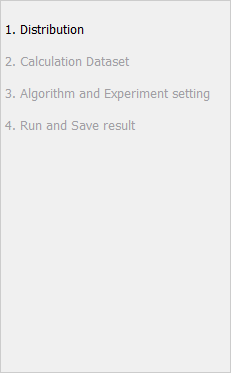 1. Distribution
2. Calculation Dataset
3. Algorithm and Experiment setting
4. Run and Save result